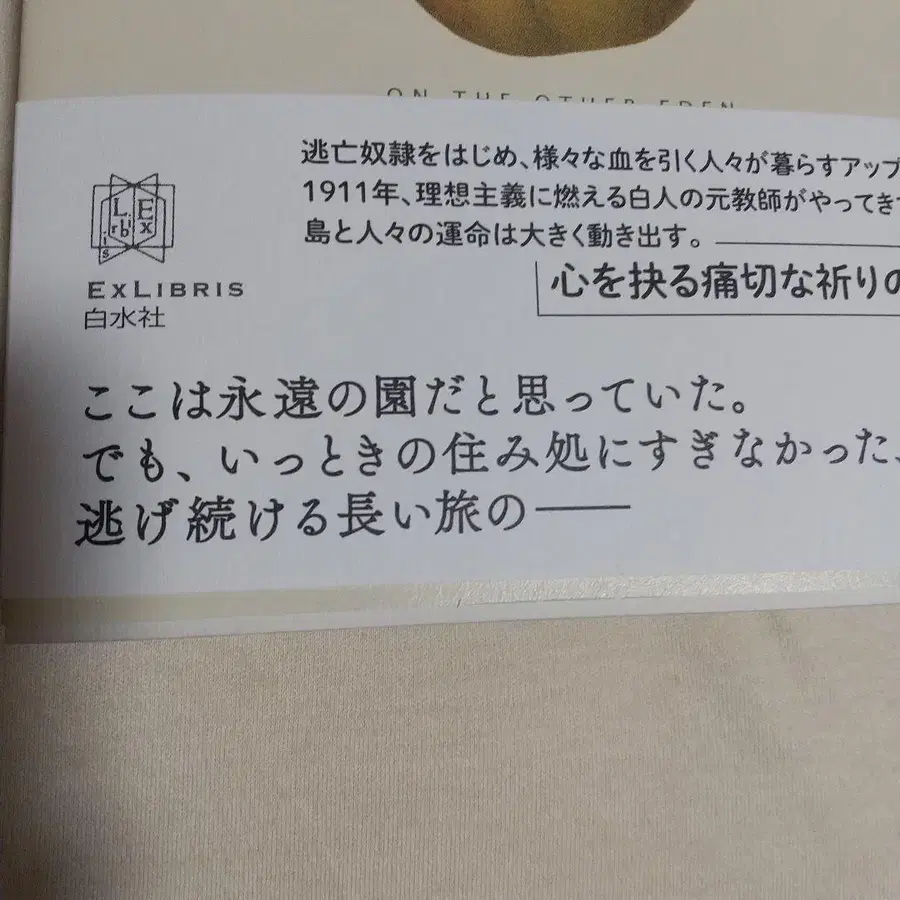 ON THE OTHER EDEN
逃亡奴隷をはじめ、様々な血を引く人々が暮らすアップ
1911年、理想主義に燃える白人の元教師がやってき
島と人々の運命は大きく動き出す。
心を抉る痛切な祈りの
L Ex
i
r b
s
EXLIBRIS
白水社
ここは永遠の園だと思っていた。
でも、いっときの住み処にすぎなかった、
逃げ続ける長い旅の――